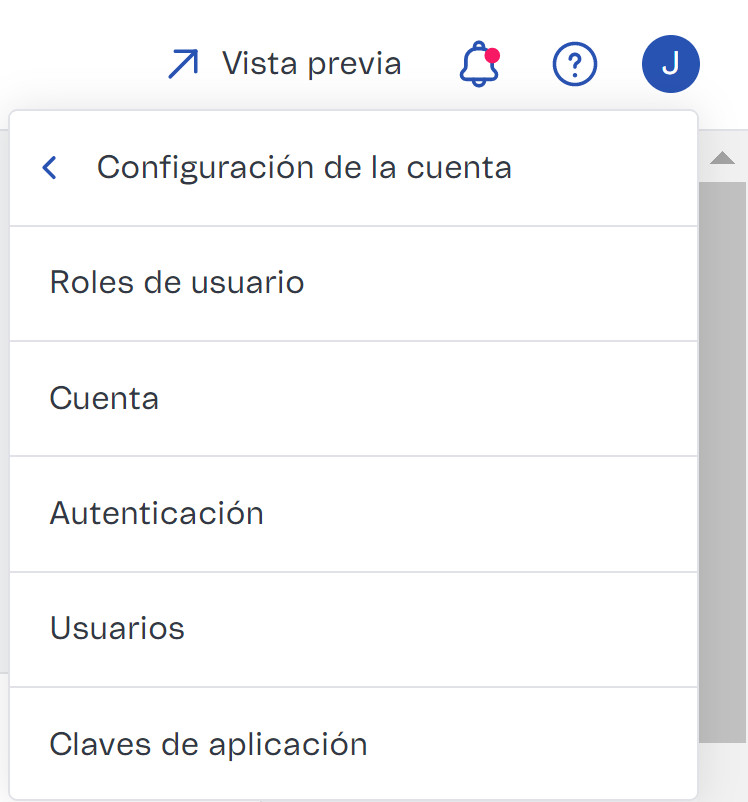 Vista previa
?
J
Configuración de la cuenta
Roles de usuario
Cuenta
Autenticación
Usuarios
Claves de aplicación